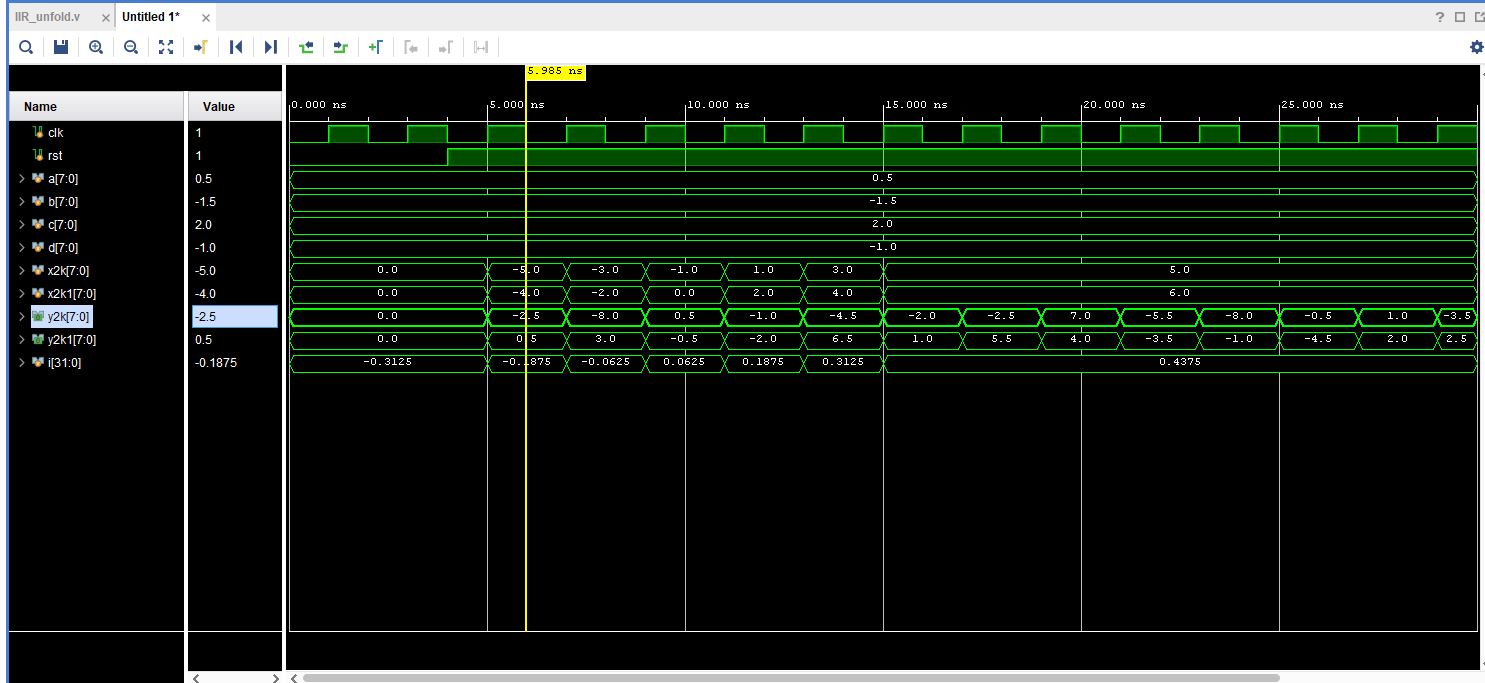 IIR_unfold.v × Untitled 1* × ?
5.985 ns
Name Value 0.000 ns 5.000 ns 10.000 ns 15.000 ns 20.000 ns 25.000 ns
clk 1
rst 1
a[7:0] 0.5 0.5
b[7:0] -1.5 -1.5
c[7:0] 2.0 2.0
d[7:0] -1.0 -1.0
x2k[7:0] -5.0 0.0 -5.0 -3.0 -1.0 1.0 3.0 5.0
x2k1[7:0] -4.0 0.0 -4.0 -2.0 0.0 2.0 4.0 6.0
y2k[7:0] -2.5 0.0 -2.5 -8.0 0.5 -1.0 -4.5 -2.0 -2.5 7.0 -5.5 -8.0 -0.5 1.0 -3.5
y2k1[7:0] 0.5 0.0 0.5 3.0 -0.5 -2.0 6.5 1.0 5.5 4.0 -3.5 -1.0 -4.5 2.0 2.5
i[31:0] -0.1875 -0.3125 -0.1875 -0.0625 0.0625 0.1875 0.3125 0.4375